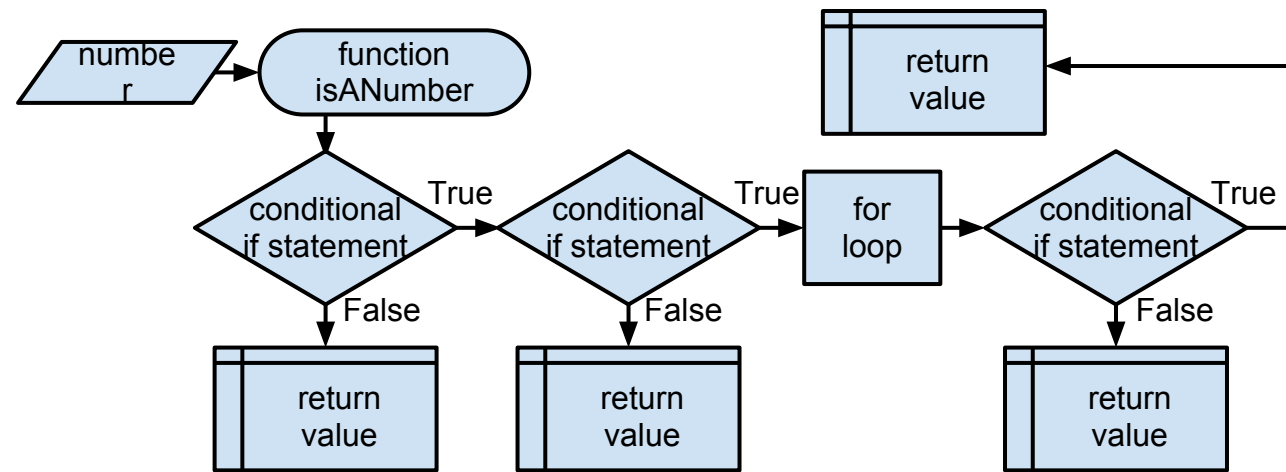 numbe
r
function
isANumber
return
value
conditional
if statement
True
conditional
if statement
True
for
loop
conditional
if statement
True
False
False
False
return
value
return
value
return
value